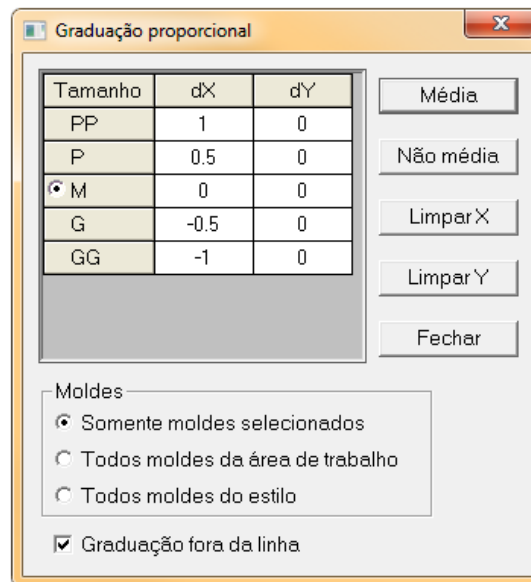 Graduação proporcional
Tamanho dX dY
PP 1 0
P 0.5 0
M 0 0
G -0.5 0
GG -1 0
Média
Não média
Limpar X
Limpar Y
Fechar
Moldes
Somente moldes selecionados
Todos moldes da área de trabalho
Todos moldes do estilo
Graduação fora da linha